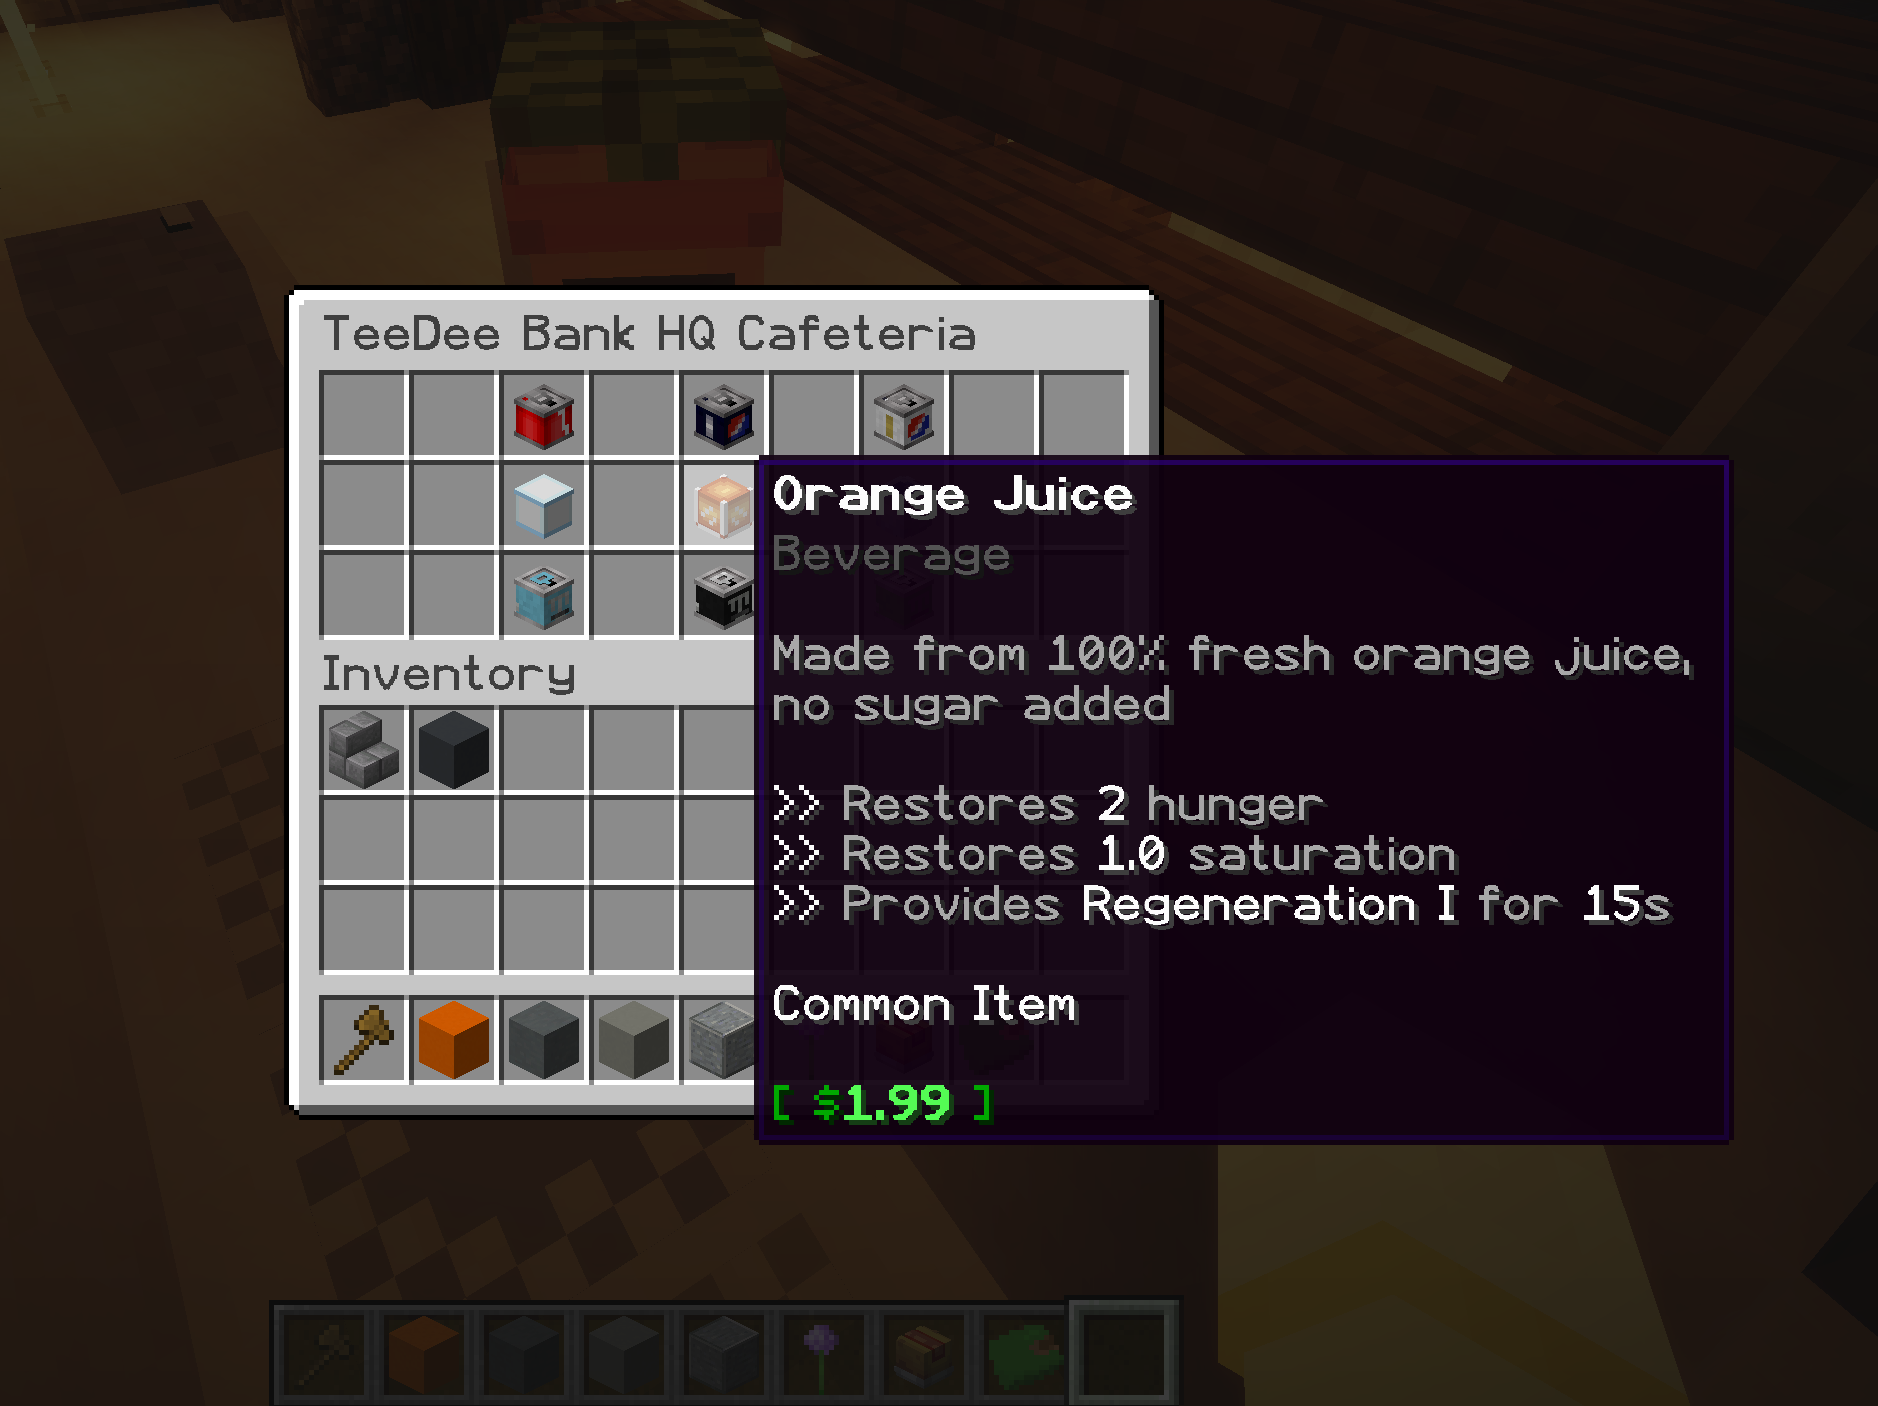 TeeDee Bank HQ Cafeteria
Orange Juice
Beverage
Made from 100% fresh orange juice,
no sugar added
Inventory
>> Restores 2 hunger
>> Restores 1.0 saturation
>> Provides Regeneration I for 15s
Common Item
[ $1.99 ]